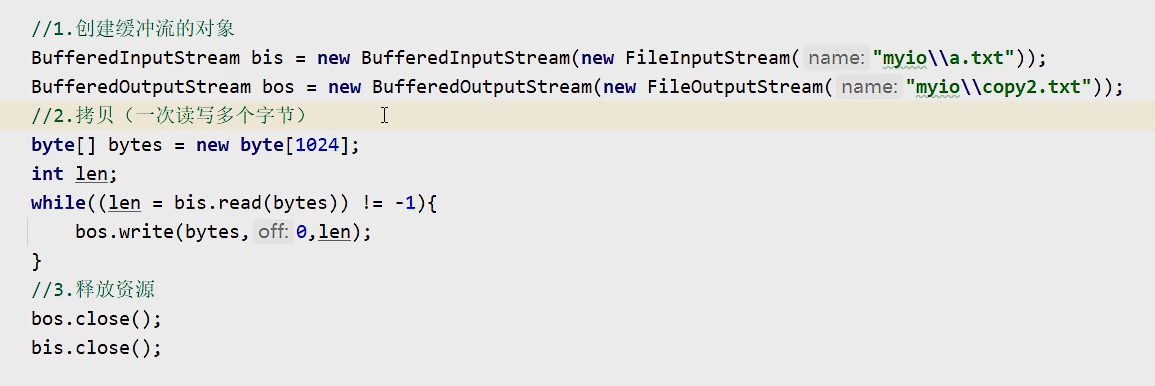 //1.创建缓冲流的对象
BufferedInputStream bis = new BufferedInputStream(new FileInputStream( name: "myio\\a.txt"));
BufferedOutputStream bos = new BufferedOutputStream(new FileOutputStream( name: "myio\\copy2.txt"));
//2.拷贝（一次读写多个字节）
byte[] bytes = new byte[1024];
int len;
while((len = bis.read(bytes)) != -1){
    bos.write(bytes, off: 0,len);
}
//3.释放资源
bos.close();
bis.close();